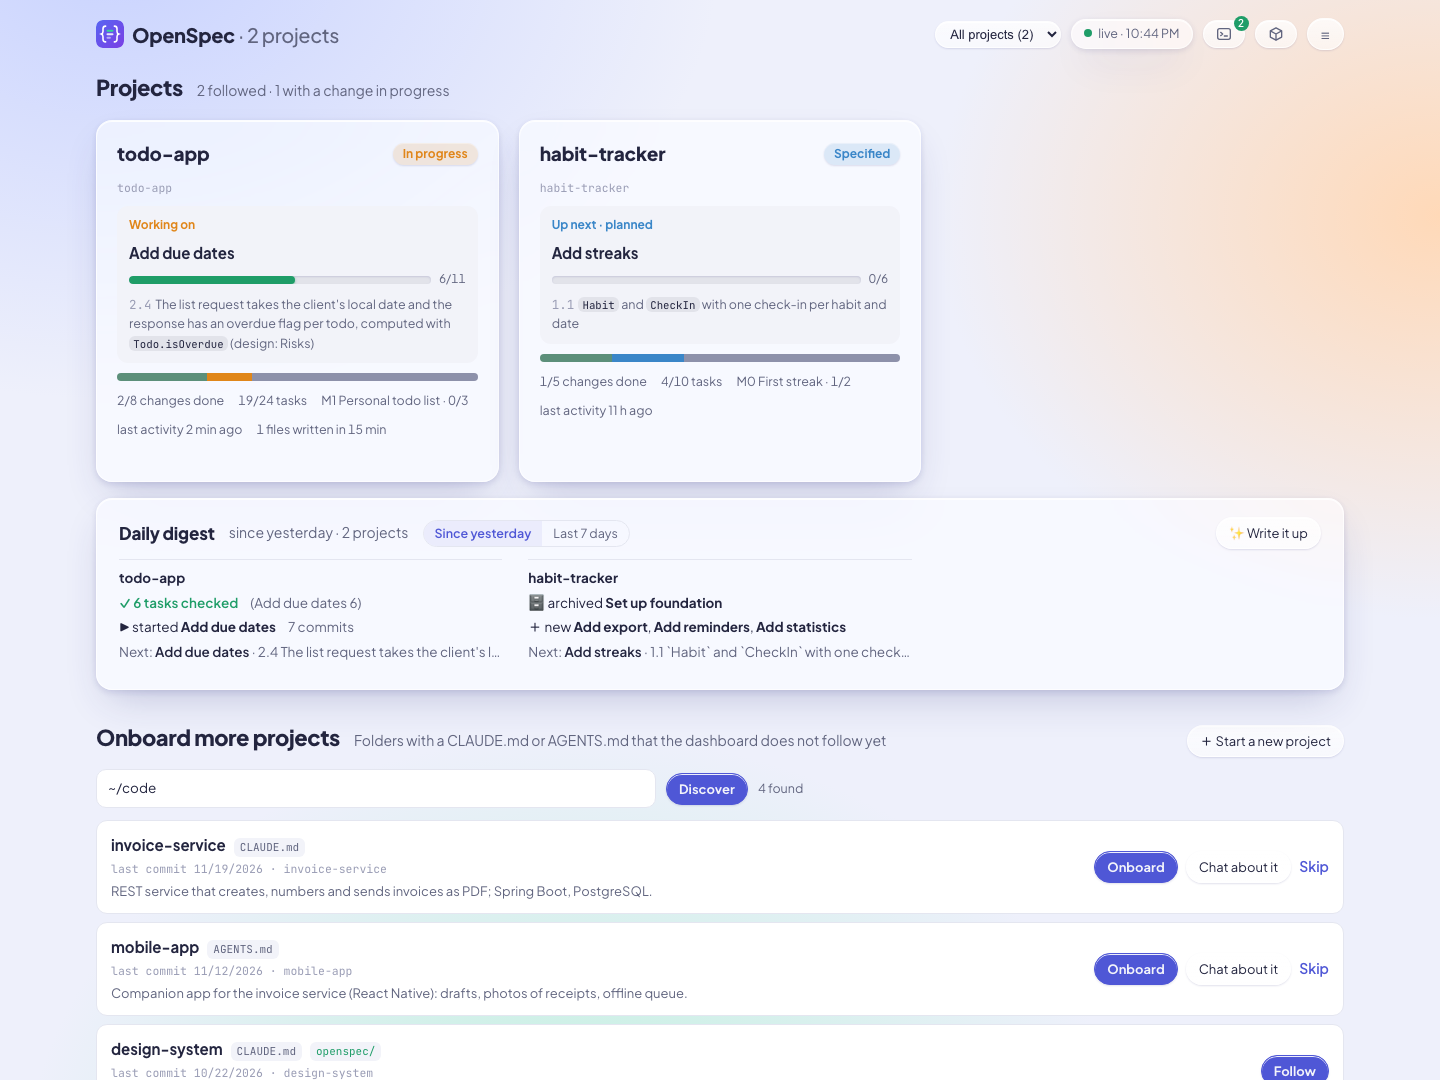 OpenSpec · 2 projects
All projects (2)
live · 10:44 PM
2
Projects 2 followed · 1 with a change in progress
todo-app
In progress
todo-app
Working on
Add due dates
6/11
2.4 The list request takes the client's local date and the
response has an overdue flag per todo, computed with
Todo.isOverdue (design: Risks)
2/8 changes done 19/24 tasks M1 Personal todo list · 0/3
last activity 2 min ago 1 files written in 15 min
habit-tracker
Specified
habit-tracker
Up next · planned
Add streaks
0/6
1.1 Habit and CheckIn with one check-in per habit and
date
1/5 changes done 4/10 tasks M0 First streak · 1/2
last activity 11 h ago
Daily digest since yesterday · 2 projects Since yesterday Last 7 days
✨ Write it up
todo-app
✓ 6 tasks checked (Add due dates 6)
▶ started Add due dates 7 commits
Next: Add due dates · 2.4 The list request takes the client's l…
habit-tracker
🗄 archived Set up foundation
+ new Add export, Add reminders, Add statistics
Next: Add streaks · 1.1 `Habit` and `CheckIn` with one check…
Onboard more projects Folders with a CLAUDE.md or AGENTS.md that the dashboard does not follow yet
+ Start a new project
~/code
Discover
4 found
invoice-service CLAUDE.md
last commit 11/19/2026 · invoice-service
REST service that creates, numbers and sends invoices as PDF; Spring Boot, PostgreSQL.
Onboard Chat about it Skip
mobile-app AGENTS.md
last commit 11/12/2026 · mobile-app
Companion app for the invoice service (React Native): drafts, photos of receipts, offline queue.
Onboard Chat about it Skip
design-system CLAUDE.md openspec/
last commit 10/22/2026 · design-system
Follow